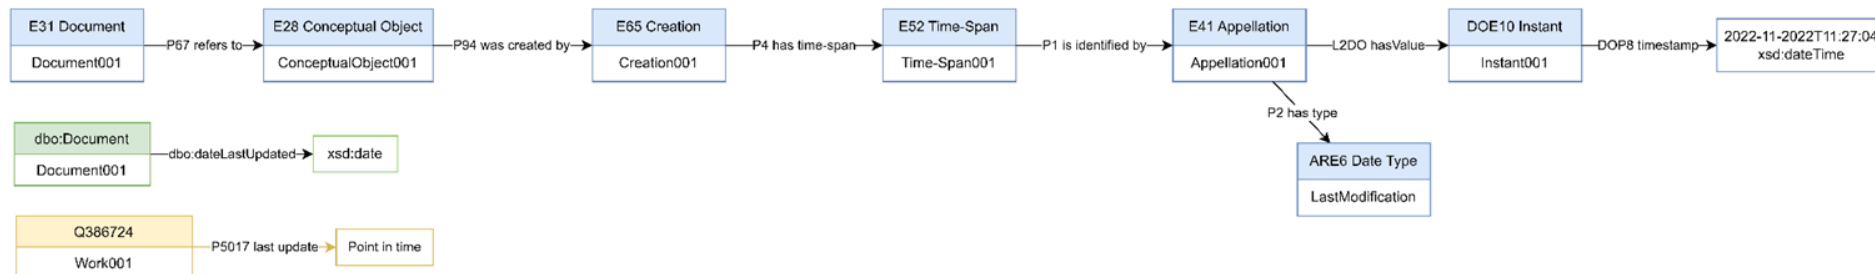 E31 Document
Document001
P67 refers to
E28 Conceptual Object
ConceptualObject001
P94 was created by
E65 Creation
Creation001
P4 has time-span
E52 Time-Span
Time-Span001
P1 is identified by
E41 Appellation
Appellation001
L2DO hasValue
DOE10 Instant
Instant001
DOP8 timestamp
2022-11-2022T11:27:04
xsd:dateTime
P2 has type
ARE6 Date Type
LastModification
dbo:Document
Document001
dbo:dateLastUpdated
xsd:date
Q386724
Work001
P5017 last update
Point in time